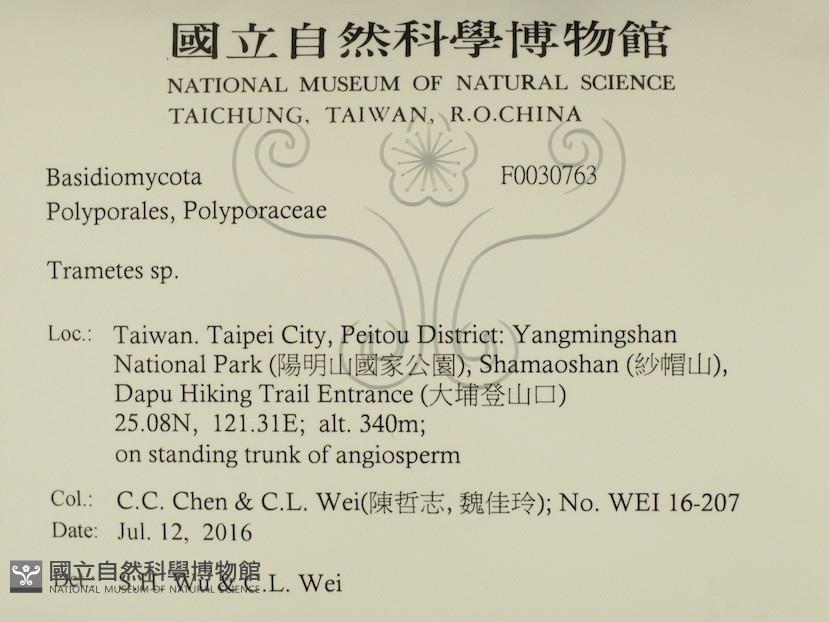 國立自然科學博物館
NATIONAL MUSEUM OF NATURAL SCIENCE
TAICHUNG, TAIWAN, R.O.CHINA
Basidiomycota F0030763
Polyporales, Polyporaceae
Trametes sp.
Loc.: Taiwan. Taipei City, Peitou District: Yangmingshan
National Park (陽明山國家公園), Shamaoshan (紗帽山),
Dapu Hiking Trail Entrance (大埔登山口)
25.08N, 121.31E; alt. 340m;
on standing trunk of angiosperm
Col.: C.C. Chen & C.L. Wei(陳哲志, 魏佳玲); No. WEI 16-207
Date: Jul. 12, 2016
Det.: S.H. Wu & C.L. Wei
國立自然科學博物館
NATIONAL MUSEUM OF NATURAL SCIENCE